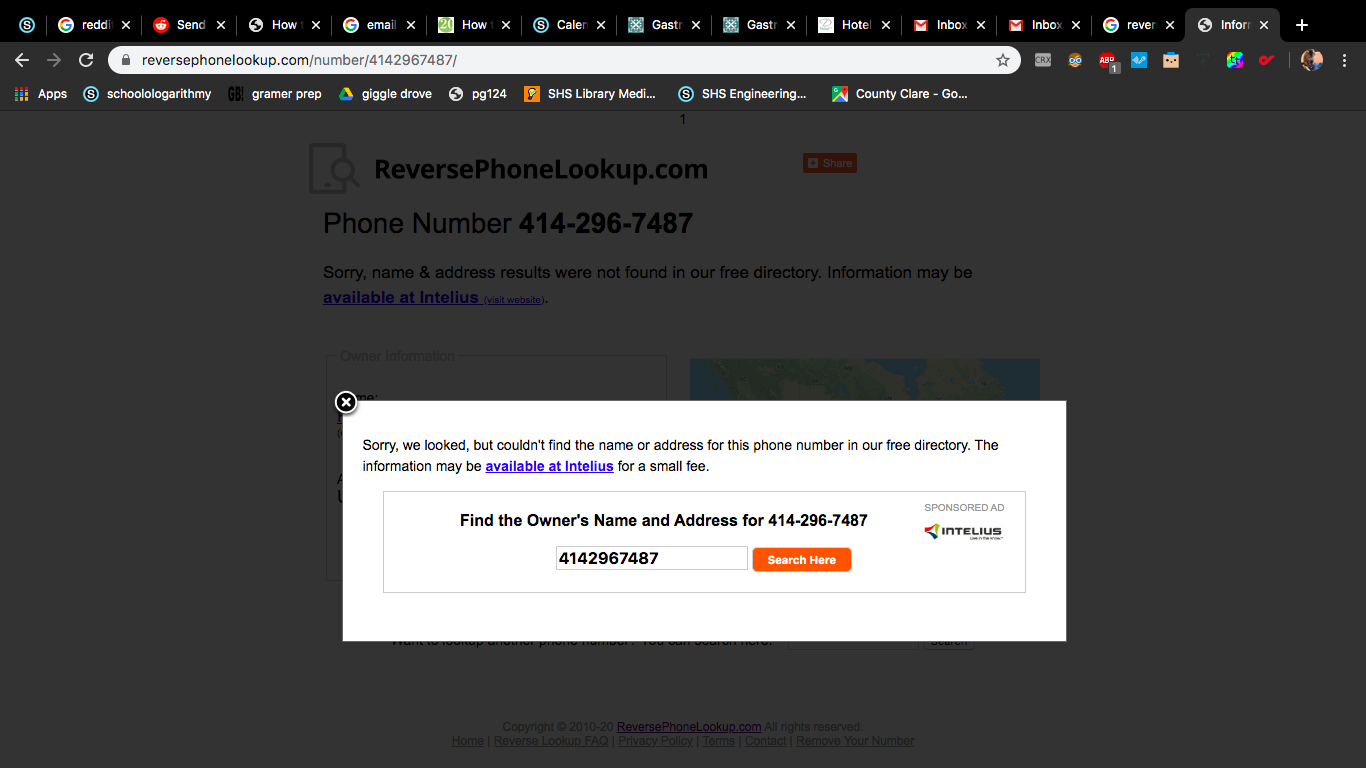 reddi
Send
How t
email
How t
Calen
Gastr
Gastr
Hotel
Inbox
Inbox
rever
Infor
reversephonelookup.com/number/4142967487/
CRX
ABP
1
Apps
schoolologarithmy
GB!
gramer prep
giggle drove
pg124
SHS Library Medi...
SHS Engineering...
County Clare - Go...
1
ReversePhoneLookup.com
Share
Phone Number 414-296-7487
Sorry, name & address results were not found in our free directory. Information may be
available at Intelius (visit website).
Owner Information
me:
Sorry, we looked, but couldn't find the name or address for this phone number in our free directory. The
information may be available at Intelius for a small fee.
SPONSORED AD
INTELIUS
Find the Owner's Name and Address for 414-296-7487
4142967487
Search Here
Want to lookup another phone number? You can search here:
Search
Copyright © 2010-20 ReversePhoneLookup.com All rights reserved.
Home | Reverse Lookup FAQ | Privacy Policy | Terms | Contact | Remove Your Number